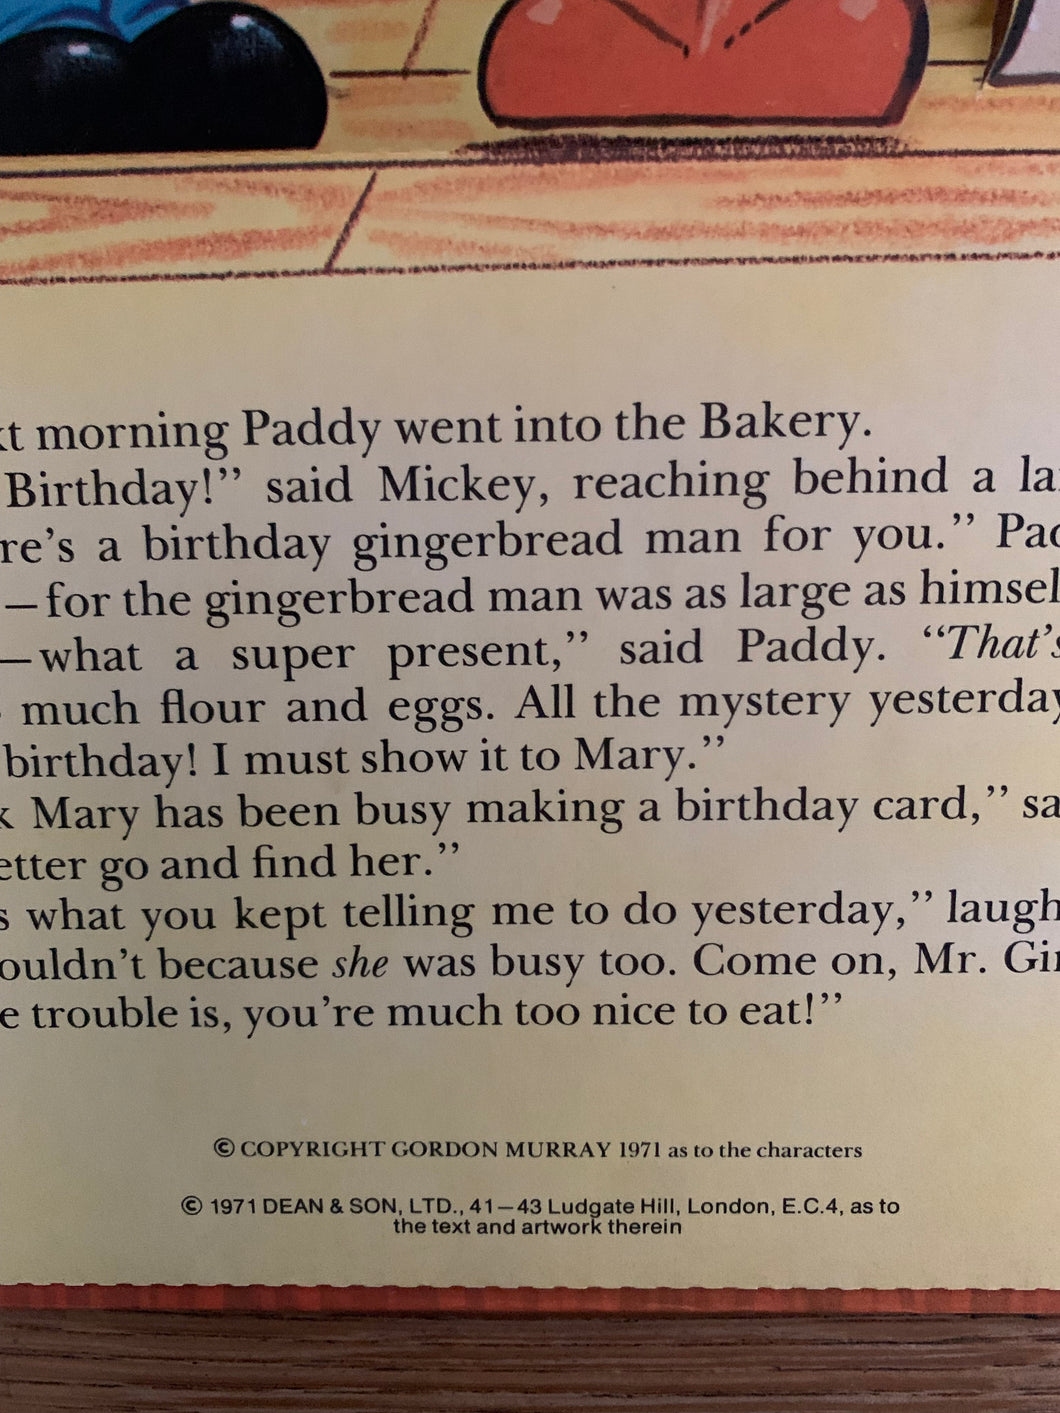 xt morning Paddy went into the Bakery.
Birthday!” said Mickey, reaching behind a la
re’s a birthday gingerbread man for you.” Pad
—for the gingerbread man was as large as himsel
—what a super present,” said Paddy. “That’s
much flour and eggs. All the mystery yesterday
birthday! I must show it to Mary.”
k Mary has been busy making a birthday card,” sa
etter go and find her.”
s what you kept telling me to do yesterday,” laugh
ouldn’t because she was busy too. Come on, Mr. Gin
e trouble is, you’re much too nice to eat!”
© COPYRIGHT GORDON MURRAY 1971 as to the characters
© 1971 DEAN & SON, LTD., 41—43 Ludgate Hill, London, E.C.4, as to
the text and artwork therein